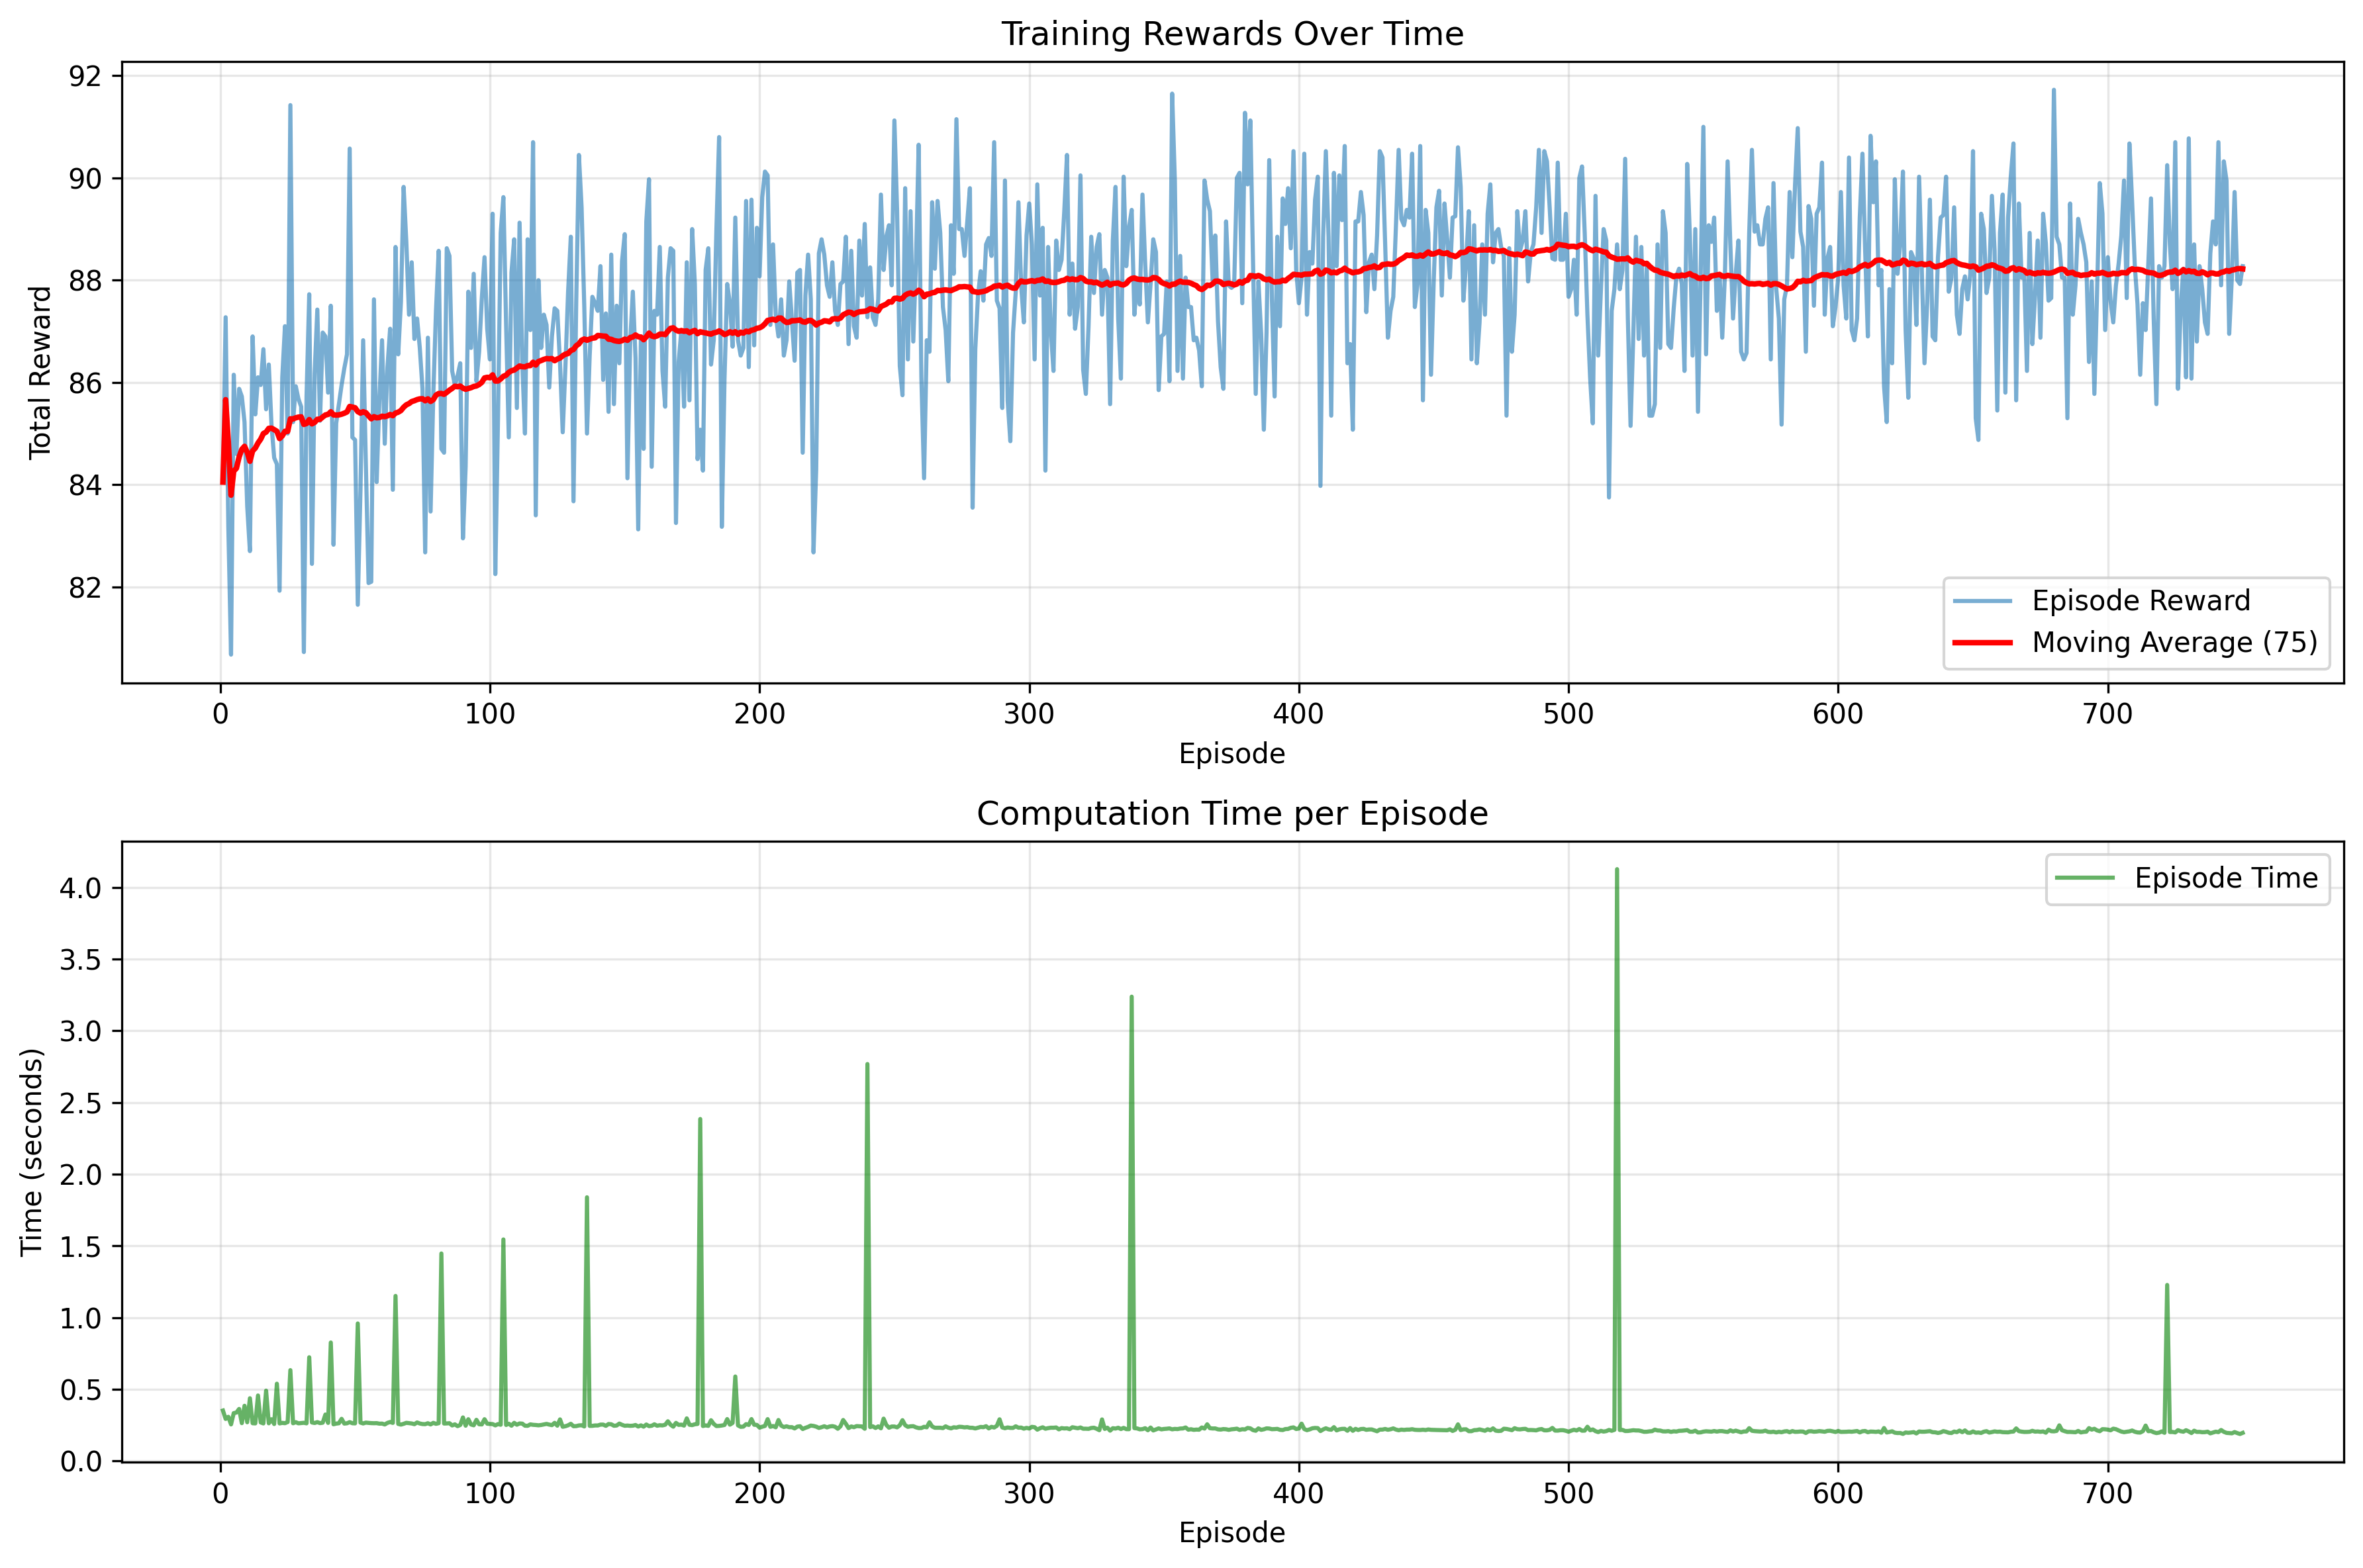 Training Rewards Over Time
Total Reward
92
90
88
86
84
82
Episode Reward
Moving Average (75)
0 100 200 300 400 500 600 700
Episode
Computation Time per Episode
Time (seconds)
4.0
3.5
3.0
2.5
2.0
1.5
1.0
0.5
0.0
Episode Time
0 100 200 300 400 500 600 700
Episode